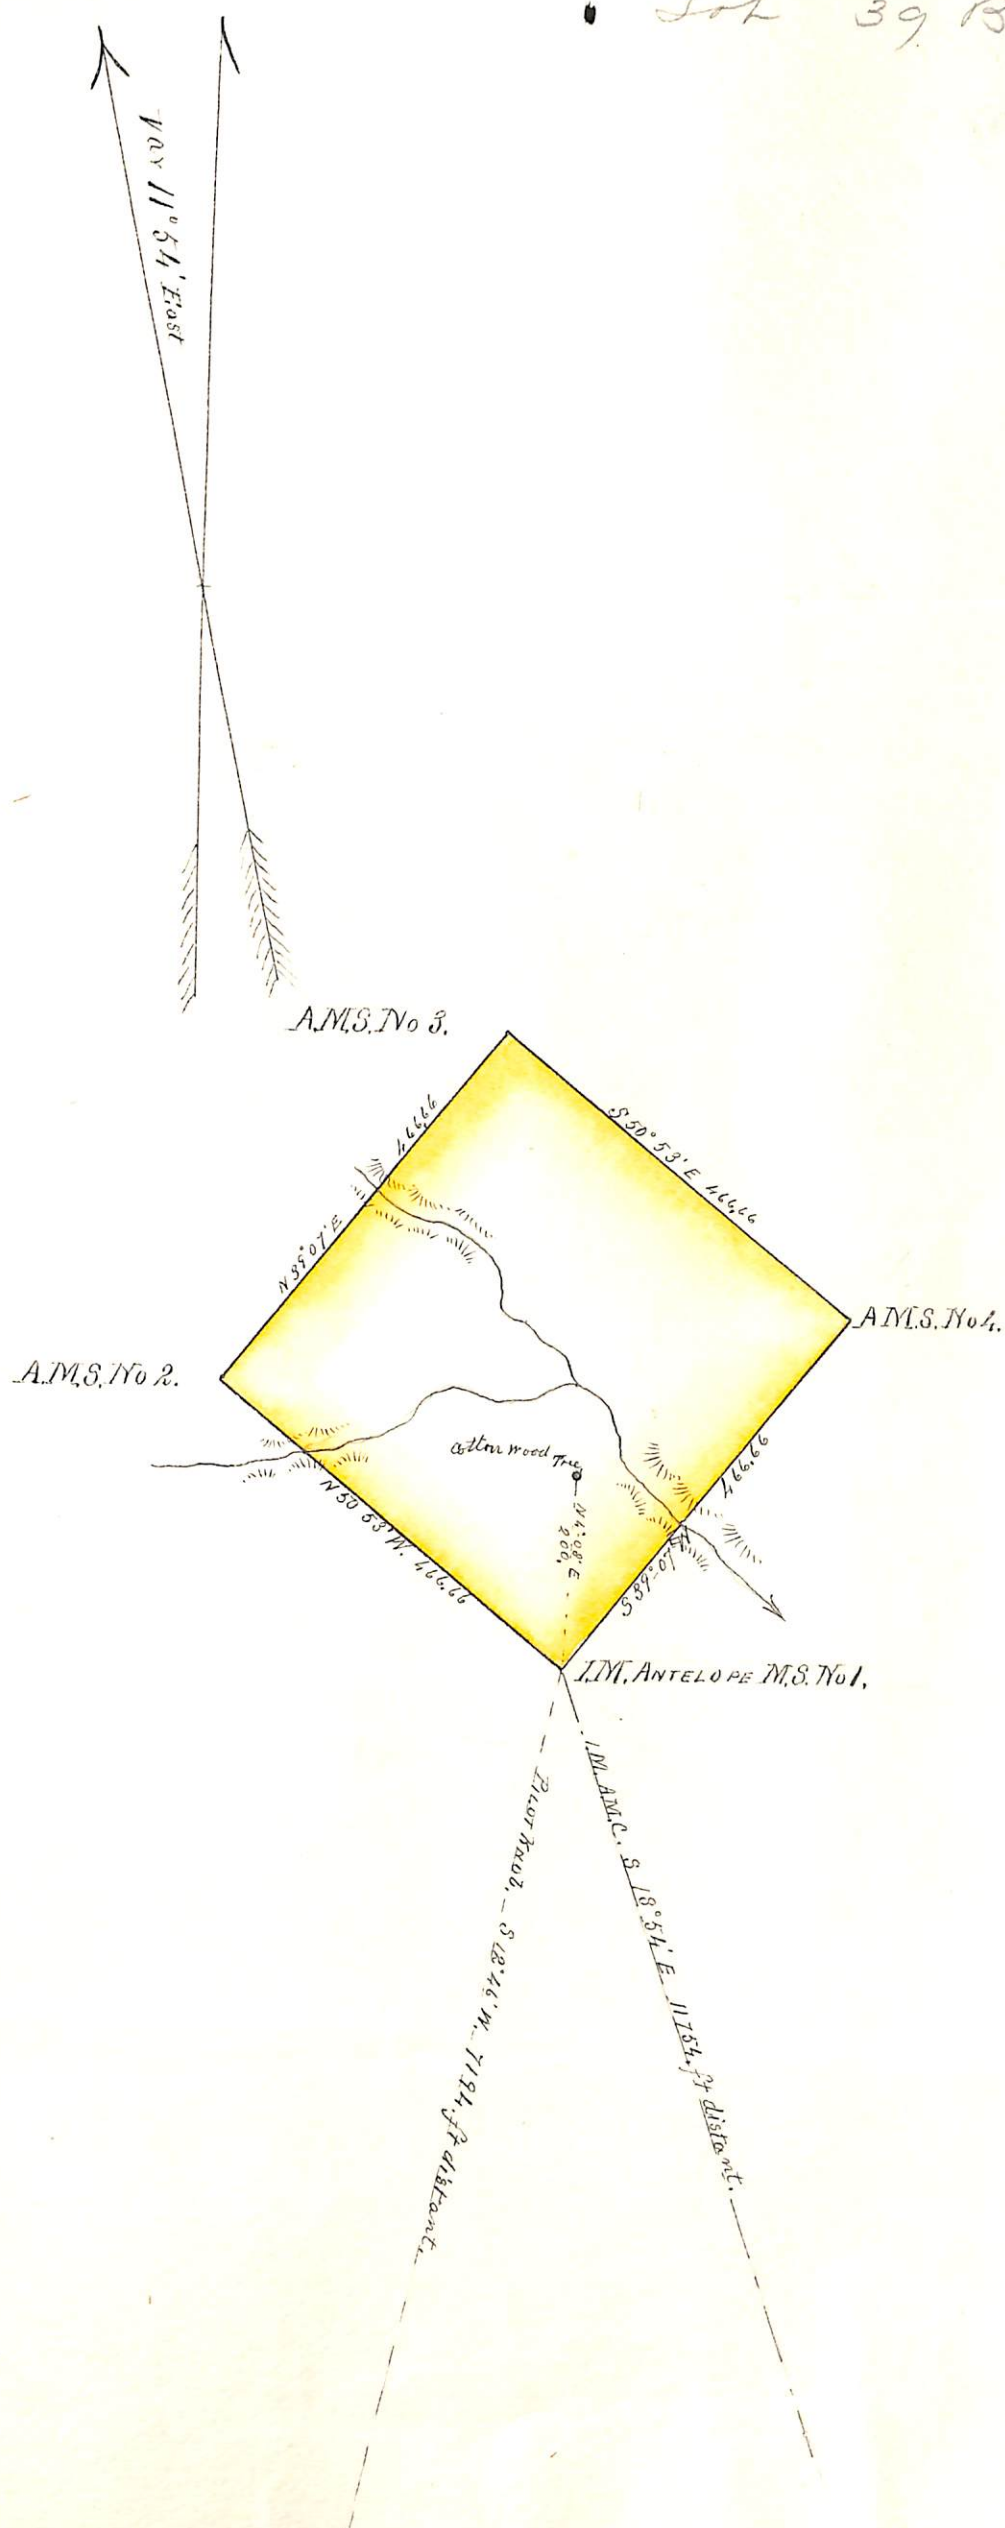 39 B
var 11° 54' East
A.M.S. No 3.
466,66
S 50° 53' E 466,66
N 39° 07' E
A.M.S. No 4.
A.M.S. No 2.
Cotton Wood Tree
N 4° 08' E
200,
466,66
S 39° 07' W
N 50 53' W. 466,66
I.M. ANTELOPE M.S. No 1.
I.M. A.M.C. S 18° 54' E 11754, ft distant.
PILOT KNOB, S 12° 46' W, 7194, ft distant,